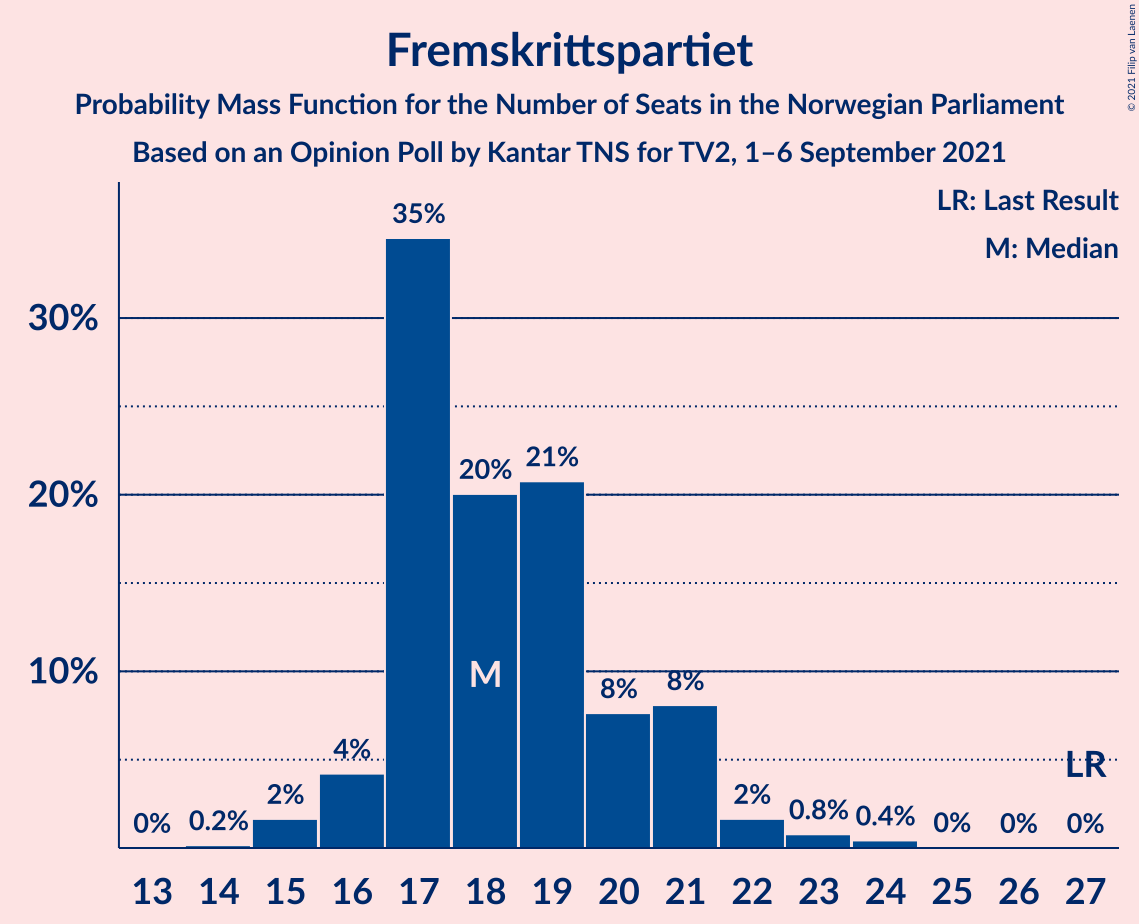 Fremskrittspartiet
Probability Mass Function for the Number of Seats in the Norwegian Parliament
Based on an Opinion Poll by Kantar TNS for TV2, 1–6 September 2021
© 2021 Filip van Laenen
LR: Last Result
M: Median
35%
30%
21%
20%
20%
10%
M
8%
8%
4%
LR
2%
2%
0.8%
0.4%
0%
0.2%
0%
0%
0%
13 14 15 16 17 18 19 20 21 22 23 24 25 26 27